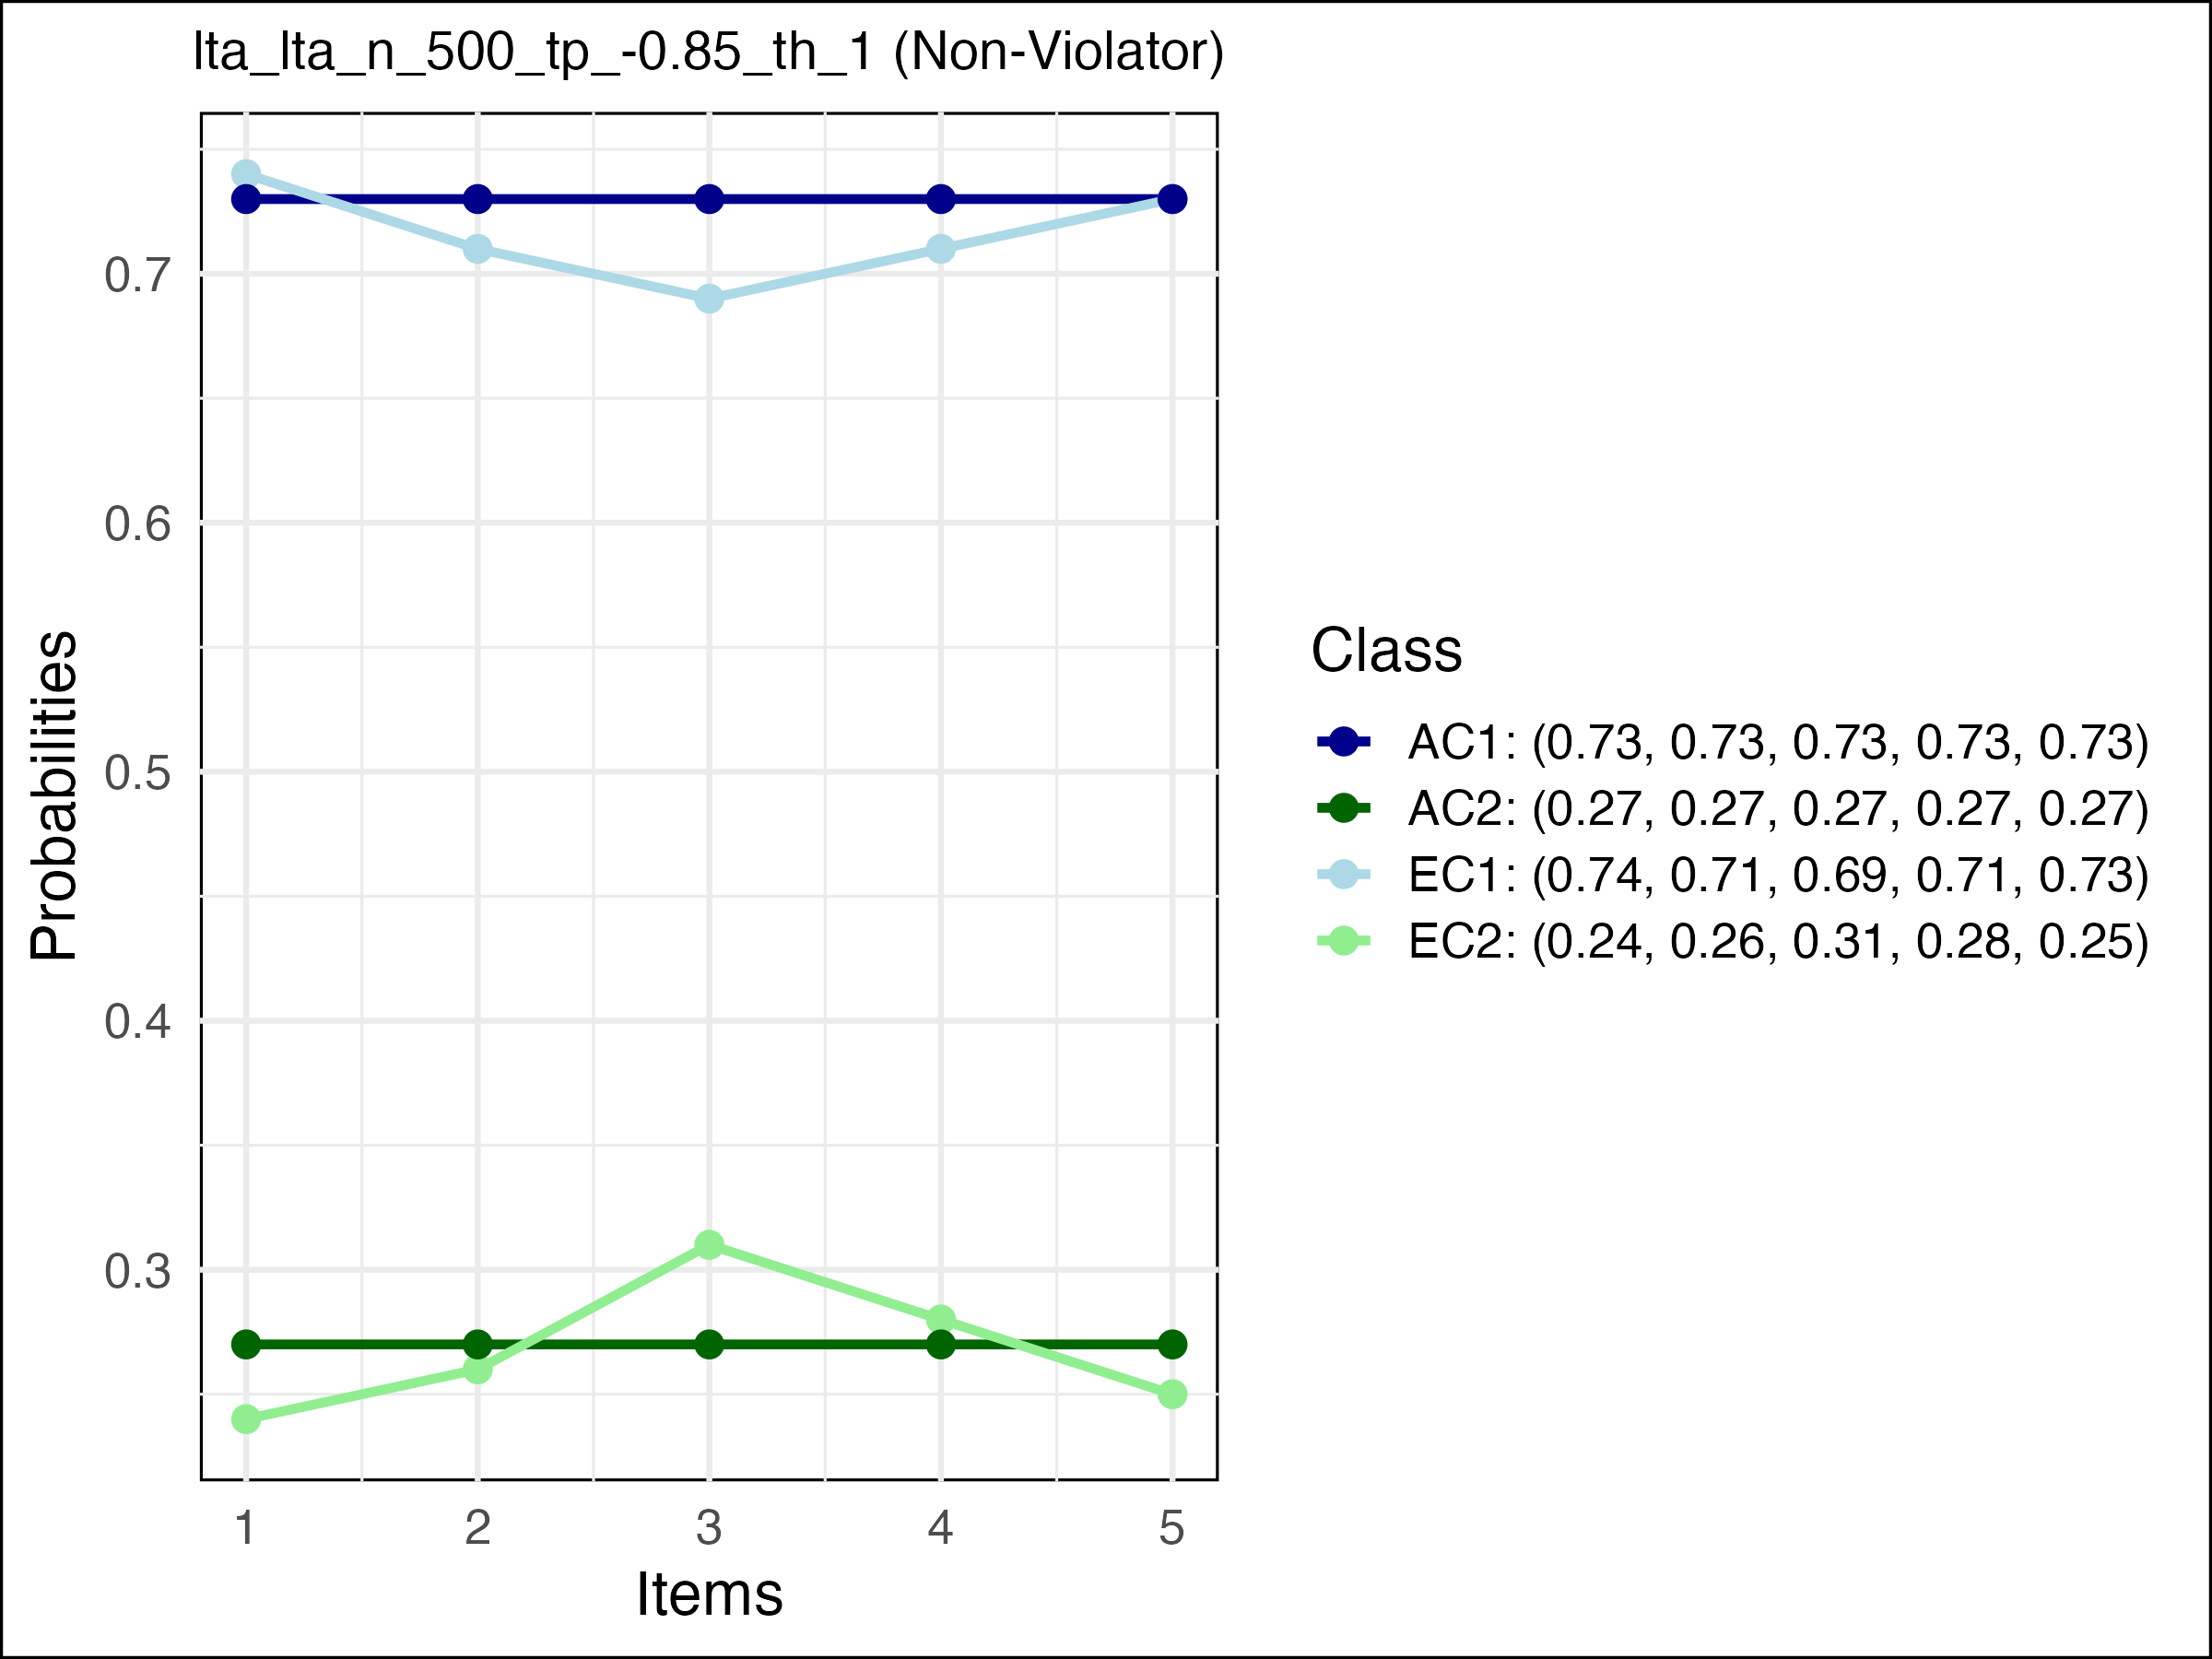 lta_lta_n_500_tp_-0.85_th_1 (Non-Violator)
Probabilities
0.7
0.6
0.5
0.4
0.3
1 2 3 4 5
Items
Class
AC1: (0.73, 0.73, 0.73, 0.73, 0.73)
AC2: (0.27, 0.27, 0.27, 0.27, 0.27)
EC1: (0.74, 0.71, 0.69, 0.71, 0.73)
EC2: (0.24, 0.26, 0.31, 0.28, 0.25)